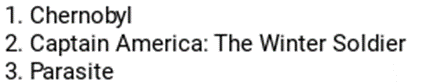 1. Chernobyl
2. Captain America: The Winter Soldier
3. Parasite